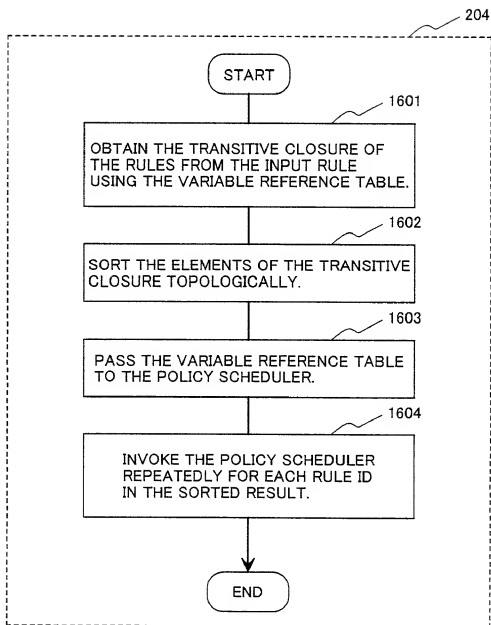 204
START
1601
OBTAIN THE TRANSITIVE CLOSURE OF
THE RULES FROM THE INPUT RULE
USING THE VARIABLE REFERENCE TABLE.
1602
SORT THE ELEMENTS OF THE TRANSITIVE
CLOSURE TOPOLOGICALLY.
1603
PASS THE VARIABLE REFERENCE TABLE
TO THE POLICY SCHEDULER.
1604
INVOKE THE POLICY SCHEDULER
REPEATEDLY FOR EACH RULE ID
IN THE SORTED RESULT.
END